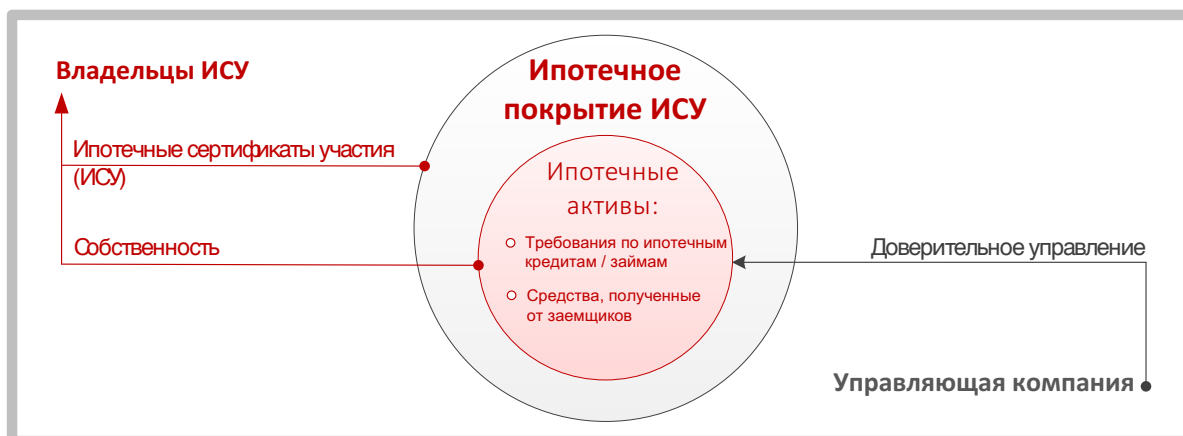 Владельцы ИСУ
Ипотечные сертификаты участия
(ИСУ)
Собственность
Ипотечное
покрытие ИСУ
Ипотечные
активы:
Требования по ипотечным
кредитам / займам
Средства, полученные
от заемщиков
Доверительное управление
Управляющая компания